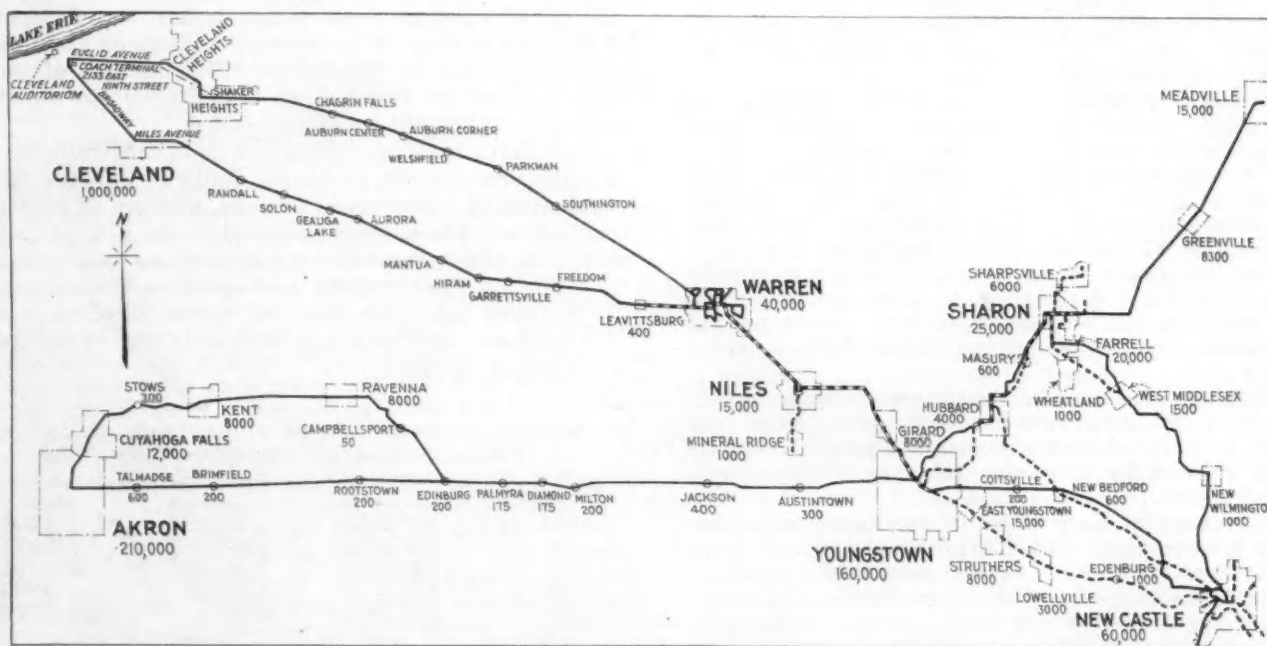 LAKE ERIE
CLEVELAND
AUDITORIUM
EUCLID AVENUE
COACH TERMINAL
2133 EAST
NINTH STREET
BROADWAY
MILES AVENUE
CLEVELAND
HEIGHTS
SHAKER
HEIGHTS
CLEVELAND
1,000,000
N
CHAGRIN FALLS
AUBURN CENTER
AUBURN CORNER
WELSHFIELD
PARKMAN
SOUTHINGTON
RANDALL
SOLON
GEAUGA
LAKE
AURORA
MANTUA
HIRAM
GARRETTSVILLE
FREEDOM
LEAVITTSBURG
400
WARREN
40,000
NILES
15,000
MINERAL RIDGE
1000
GIRARD
8000
MEADVILLE
15,000
GREENVILLE
8300
SHARPSVILLE
6000
SHARON
25,000
FARRELL
20,000
MASURY
600
WHEATLAND
1000
WEST MIDDLESEX
1500
HUBBARD
4000
NEW
WILMINGTON
1000
STOWS
300
KENT
8000
RAVENNA
8000
CAMPBELLSPORT
50
CUYAHOGA FALLS
12,000
AKRON
210,000
TALMADGE
600
BRIMFIELD
200
ROOTSTOWN
200
EDINBURG
200
PALMYRA
175
DIAMOND
175
MILTON
200
JACKSON
400
AUSTINTOWN
300
YOUNGSTOWN
160,000
COITSVILLE
200
EAST YOUNGSTOWN
15,000
NEW BEDFORD
600
STRUTHERS
8000
LOWELLVILLE
3000
EDENBURG
1000
NEW CASTLE
60,000